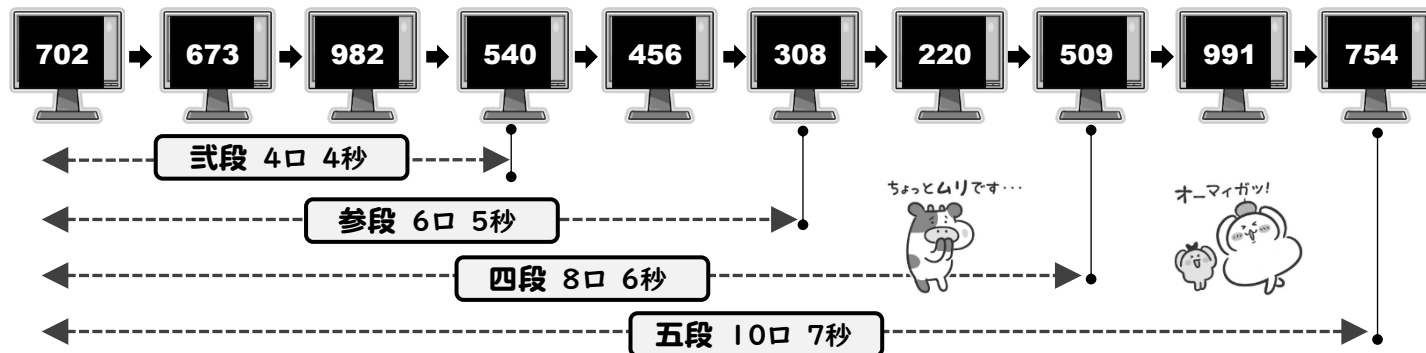 702 673 982 540 456 308 220 509 991 754
弐段 4口 4秒
ちょっとムリです･･･
オーマイガッ!
参段 6口 5秒
四段 8口 6秒
五段 10口 7秒